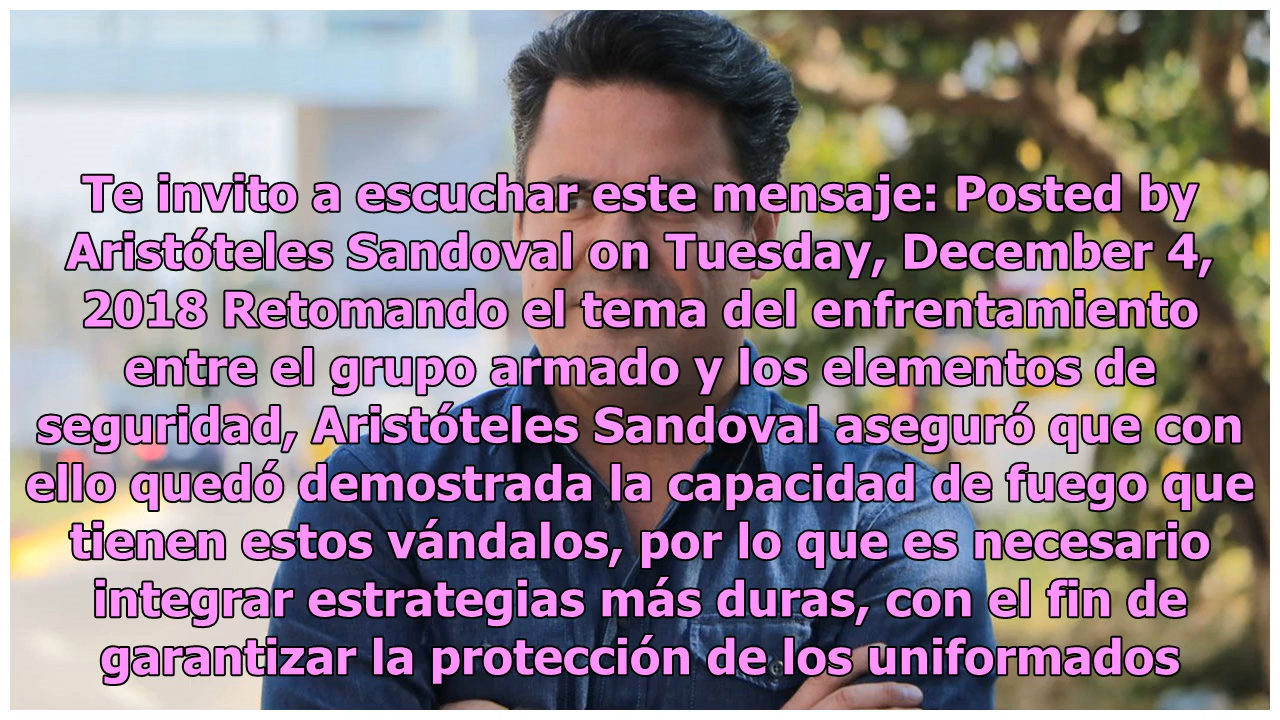 Te invito a escuchar este mensaje: Posted by
Aristóteles Sandoval on Tuesday, December 4,
2018 Retomando el tema del enfrentamiento
entre el grupo armado y los elementos de
seguridad, Aristóteles Sandoval aseguró que con
ello quedó demostrada la capacidad de fuego que
tienen estos vándalos, por lo que es necesario
integrar estrategias más duras, con el fin de
garantizar la protección de los uniformados